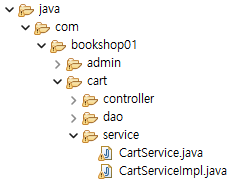 java
com
bookshop01
admin
cart
controller
dao
service
CartService.java
CartServiceImpl.java